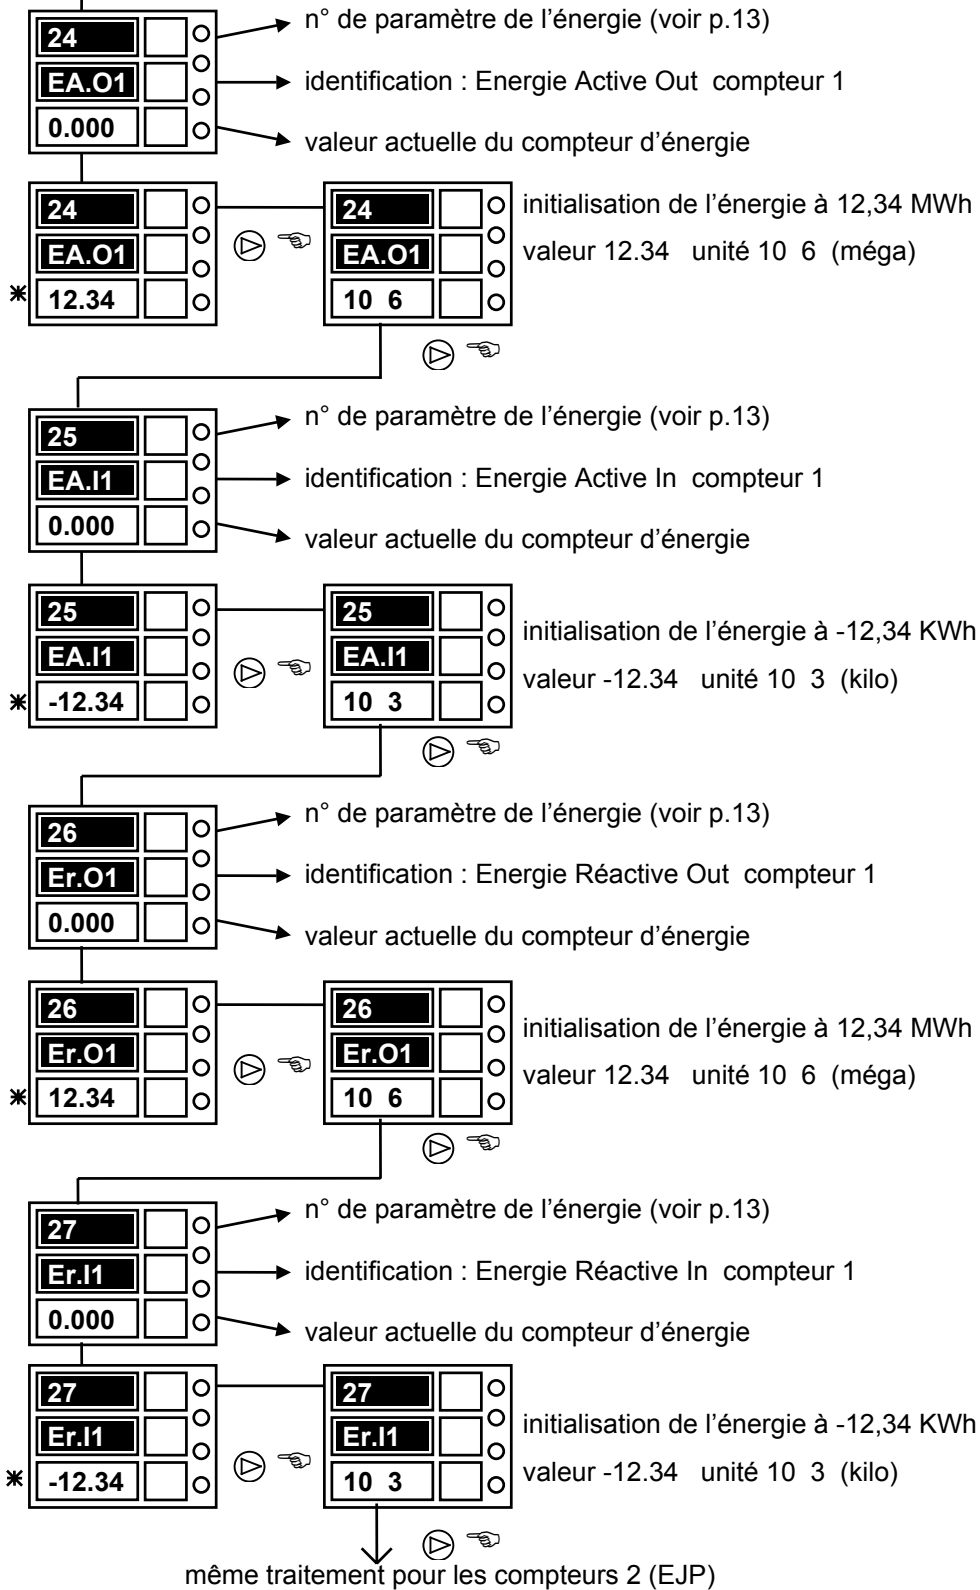 24
n° de paramètre de l'énergie (voir p.13)
EA.O1
identification : Energie Active Out compteur 1
0.000
valeur actuelle du compteur d'énergie
24
24
initialisation de l'énergie à 12,34 MWh
EA.O1
EA.O1
valeur 12.34 unité 10 6 (méga)
12.34
10 6
25
n° de paramètre de l'énergie (voir p.13)
EA.I1
identification : Energie Active In compteur 1
0.000
valeur actuelle du compteur d'énergie
25
25
initialisation de l'énergie à -12,34 KWh
EA.I1
EA.I1
valeur -12.34 unité 10 3 (kilo)
-12.34
10 3
26
n° de paramètre de l'énergie (voir p.13)
Er.O1
identification : Energie Réactive Out compteur 1
0.000
valeur actuelle du compteur d'énergie
26
26
initialisation de l'énergie à 12,34 MWh
Er.O1
Er.O1
valeur 12.34 unité 10 6 (méga)
12.34
10 6
27
n° de paramètre de l'énergie (voir p.13)
Er.I1
identification : Energie Réactive In compteur 1
0.000
valeur actuelle du compteur d'énergie
27
27
initialisation de l'énergie à -12,34 KWh
Er.I1
Er.I1
valeur -12.34 unité 10 3 (kilo)
-12.34
10 3
même traitement pour les compteurs 2 (EJP)